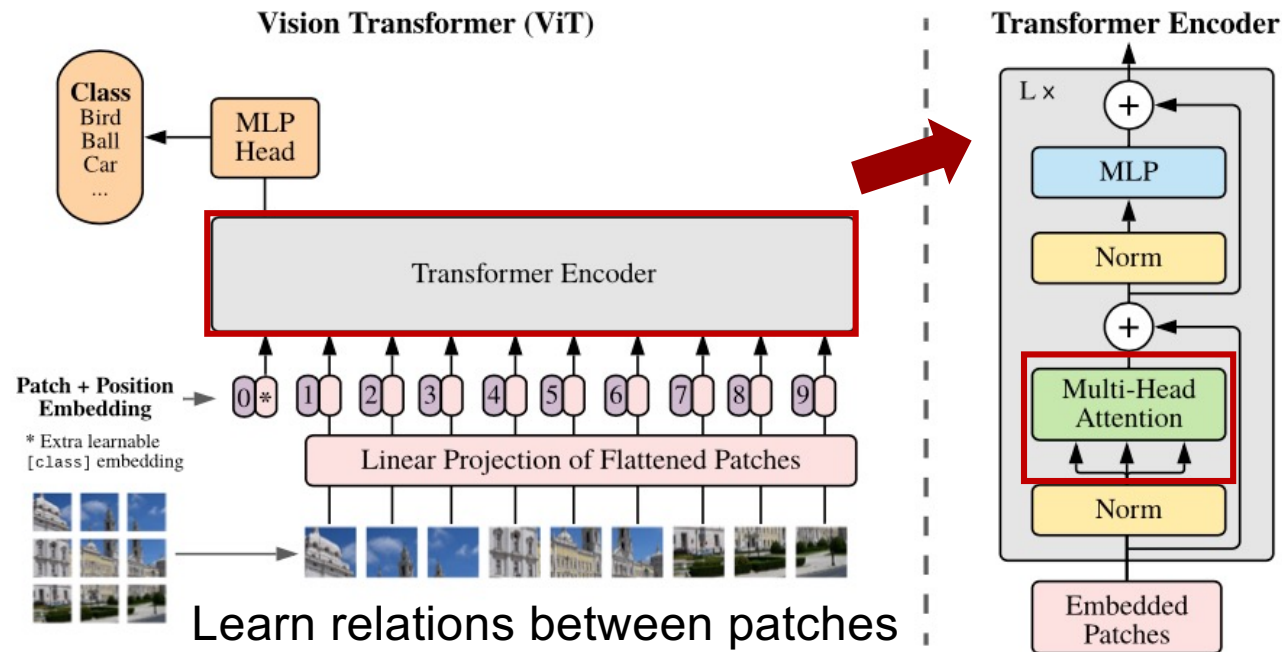 Vision Transformer (ViT)
Class
Bird
Ball
Car
...
MLP
Head
Transformer Encoder
Patch + Position
Embedding
0 * 1 2 3 4 5 6 7 8 9
* Extra learnable
[class] embedding
Linear Projection of Flattened Patches
Learn relations between patches
Transformer Encoder
L ×
+
MLP
Norm
+
Multi-Head
Attention
Norm
Embedded
Patches